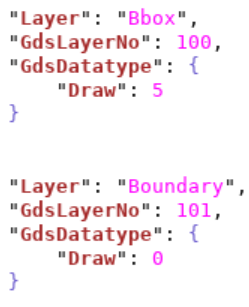 "Layer": "Bbox",
"GdsLayerNo": 100,
"GdsDatatype": {
    "Draw": 5
}

"Layer": "Boundary",
"GdsLayerNo": 101,
"GdsDatatype": {
    "Draw": 0
}